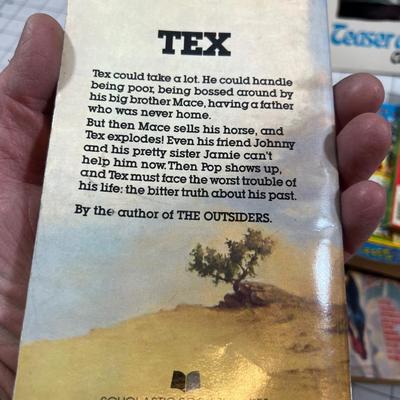 TEX
Tex could take a lot. He could handle
being poor, being bossed around by
his big brother Mace, having a father
who was never home.
But then Mace sells his horse, and
Tex explodes! Even his friend Johnny
and his pretty sister Jamie can't
help him now. Then Pop shows up,
and Tex must face the worst trouble of
his life: the bitter truth about his past.
By the author of THE OUTSIDERS.
Teaser